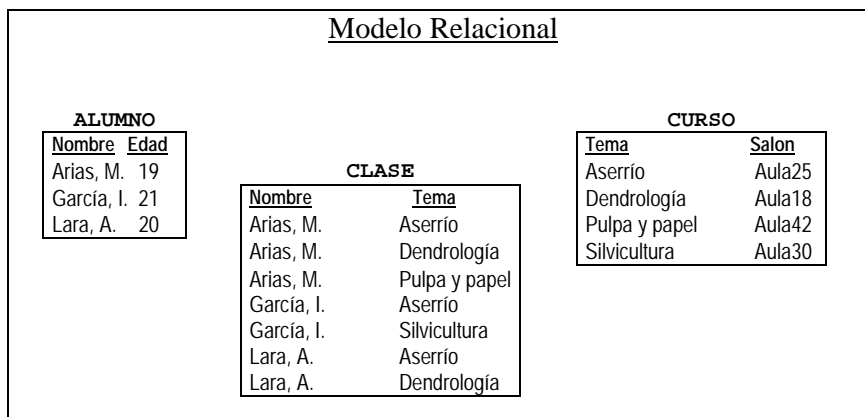 Modelo Relacional
ALUMNO
Nombre Edad
Arias, M. 19
García, I. 21
Lara, A. 20
CLASE
Nombre Tema
Arias, M. Aserrío
Arias, M. Dendrología
Arias, M. Pulpa y papel
García, I. Aserrío
García, I. Silvicultura
Lara, A. Aserrío
Lara, A. Dendrología
CURSO
Tema Salon
Aserrío Aula25
Dendrología Aula18
Pulpa y papel Aula42
Silvicultura Aula30